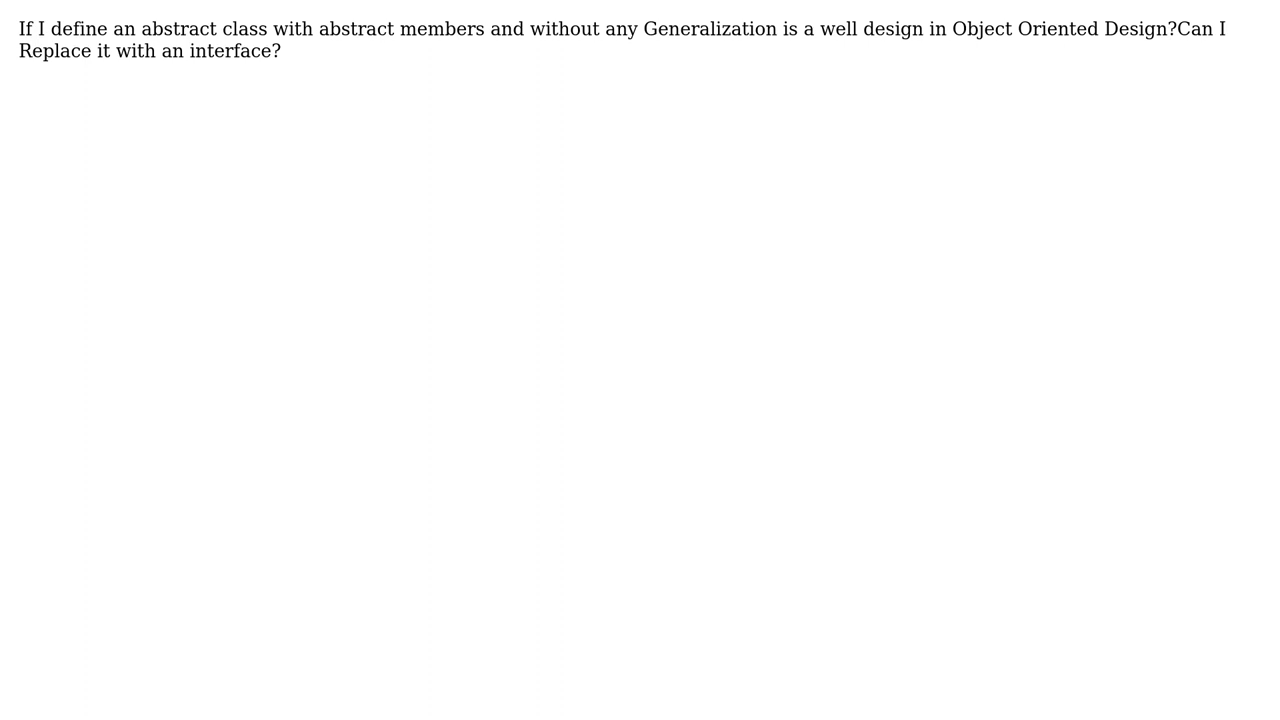 If I define an abstract class with abstract members and without any Generalization is a well design in Object Oriented Design?Can I
Replace it with an interface?